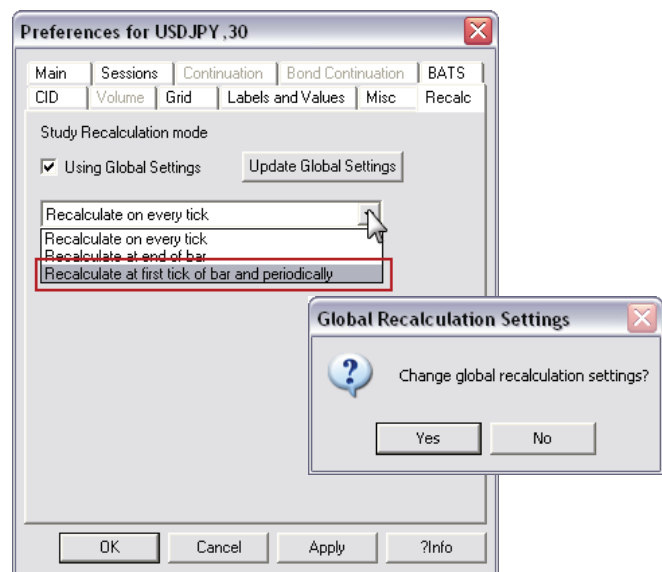 Preferences for USDJPY,30
Main Sessions Continuation Bond Continuation BATS
CID Volume Grid Labels and Values Misc Recalc
Study Recalculation mode
Using Global Settings Update Global Settings
Recalculate on every tick
Recalculate on every tick
Recalculate at end of bar
Recalculate at first tick of bar and periodically
Global Recalculation Settings
Change global recalculation settings?
Yes No
OK Cancel Apply ?Info